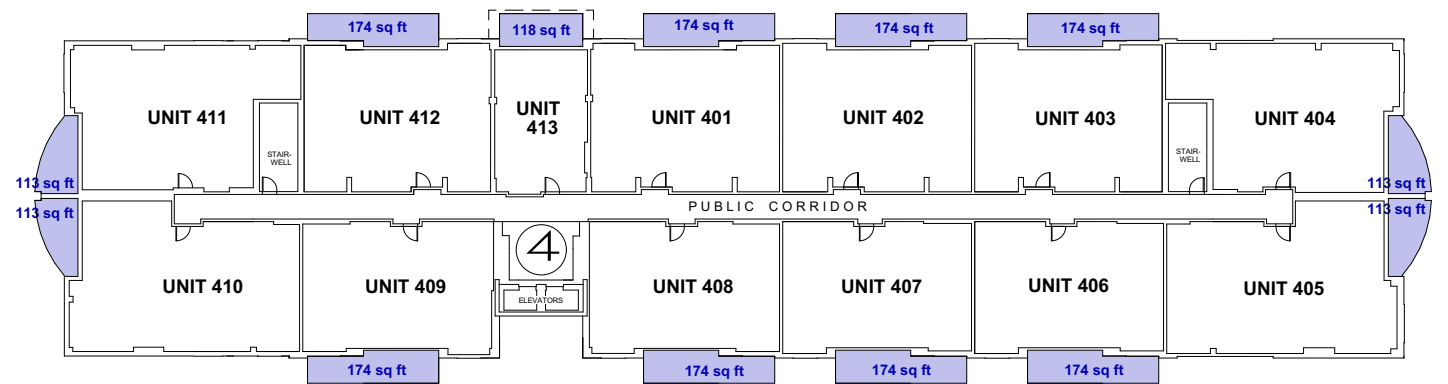 174 sq ft
118 sq ft
174 sq ft
174 sq ft
174 sq ft
UNIT 411
UNIT 412
UNIT
413
UNIT 401
UNIT 402
UNIT 403
UNIT 404
STAIR-
WELL
STAIR-
WELL
113 sq ft
113 sq ft
113 sq ft
113 sq ft
PUBLIC CORRIDOR
4
UNIT 410
UNIT 409
ELEVATORS
UNIT 408
UNIT 407
UNIT 406
UNIT 405
174 sq ft
174 sq ft
174 sq ft
174 sq ft